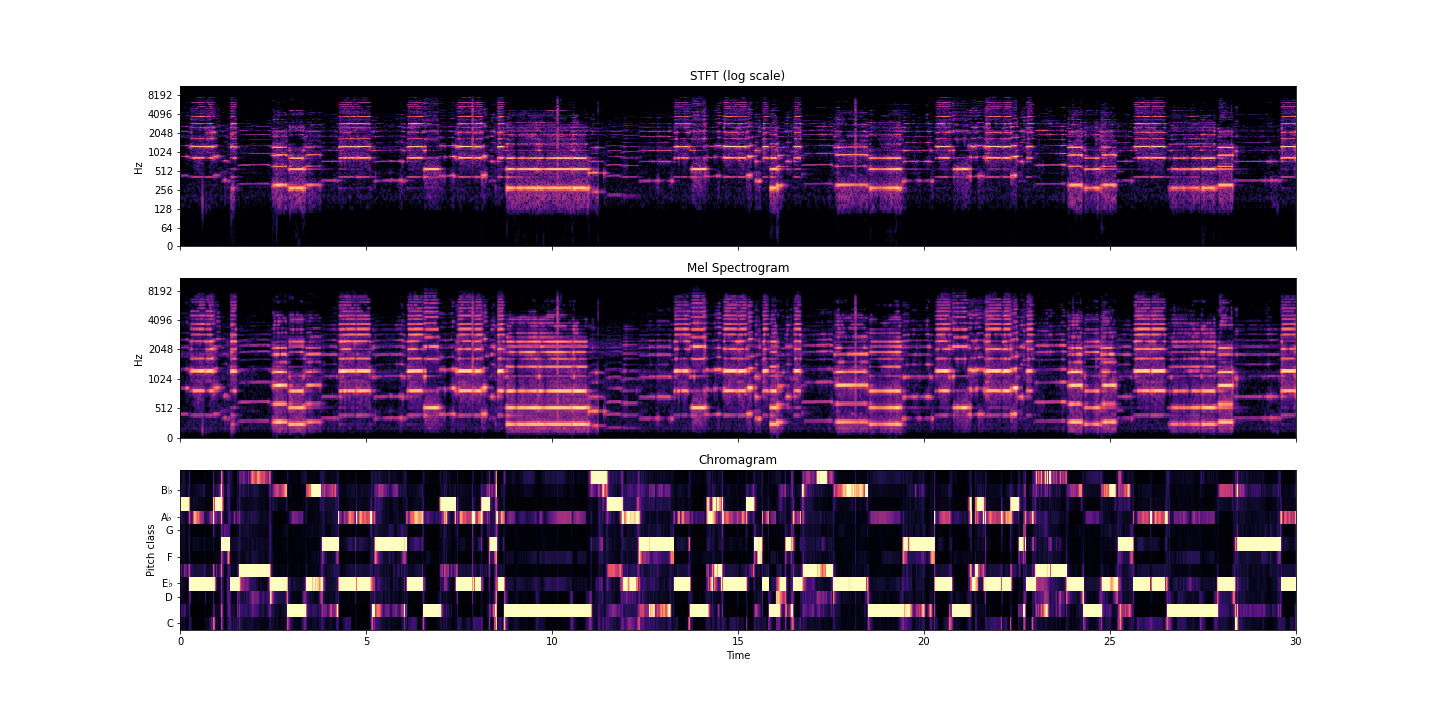 STFT (log scale)
8192
4096
2048
1024
512
256
128
64
0
Hz
Mel Spectrogram
8192
4096
2048
1024
512
0
Hz
Chromagram
B♭
A♭
G
F
E♭
D
C
Pitch class
0 5 10 15 20 25 30
Time